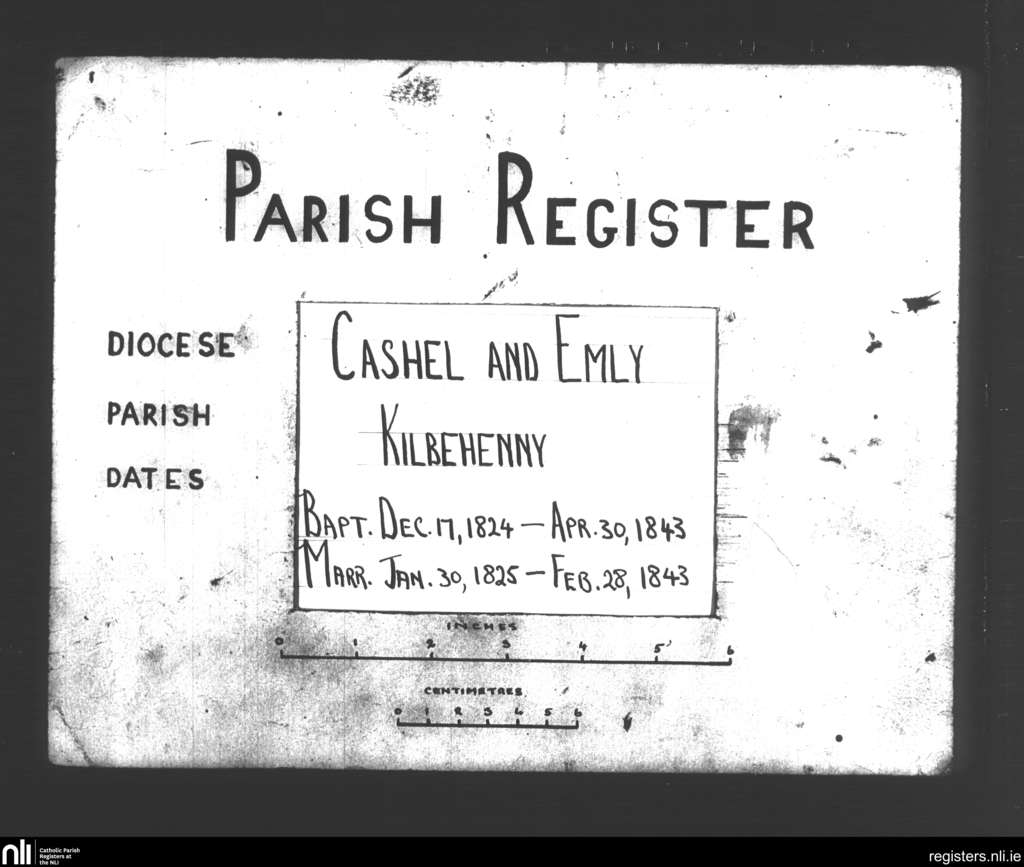 PARISH REGISTER
DIOCESE CASHEL AND EMLY
PARISH KILBEHENNY
DATES BAPT. DEC. 17, 1824 – APR. 30, 1843
MARR. JAN. 30, 1825 – FEB. 28, 1843
INCHES
0 1 2 3 4 5 6
CENTIMETRES
0 1 2 3 4 5 6
nli Catholic Parish
Registers at
the NLI
registers.nli.ie